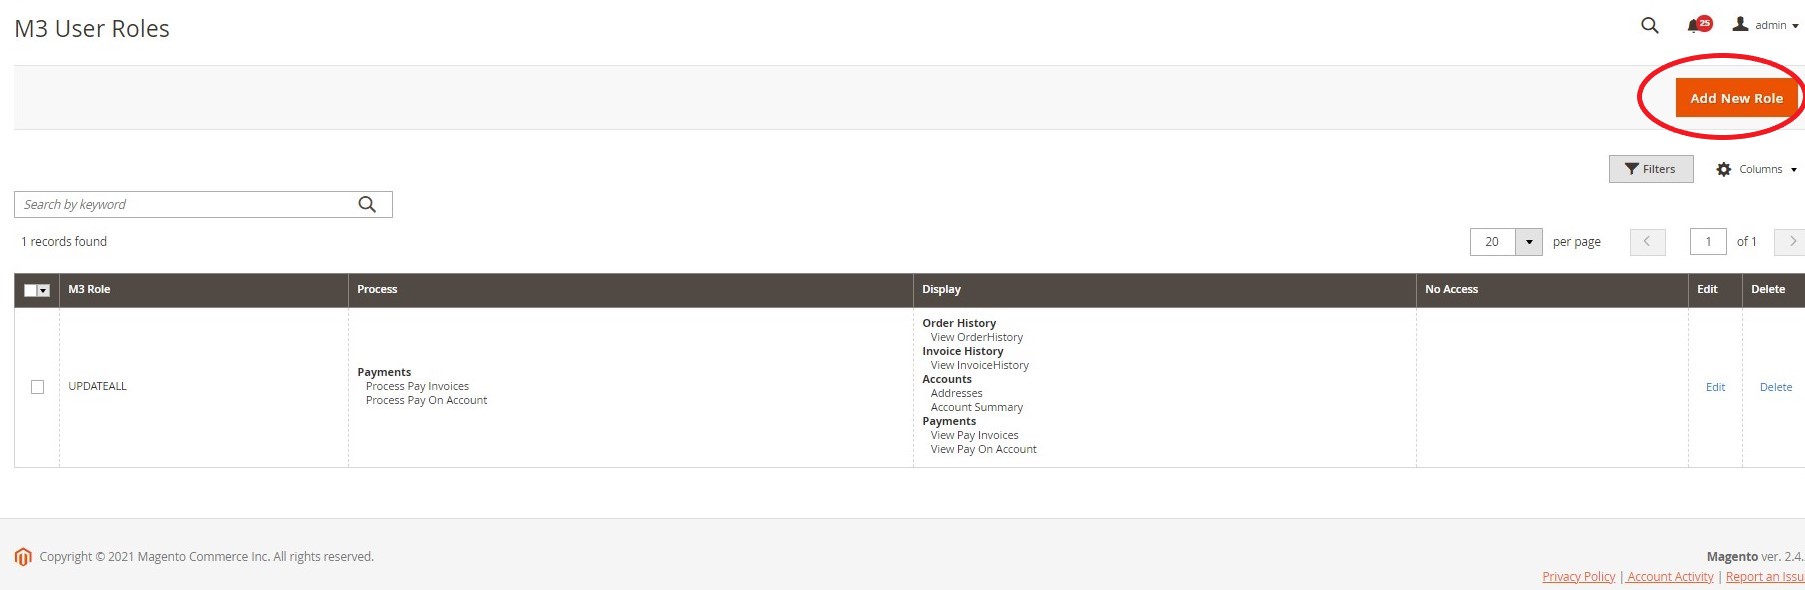 M3 User Roles
25
admin
Add New Role
Filters
Columns
Search by keyword
1 records found
20
per page
1
of 1
M3 Role
Process
Display
No Access
Edit
Delete
UPDATEALL
Payments
Process Pay Invoices
Process Pay On Account
Order History
View OrderHistory
Invoice History
View InvoiceHistory
Accounts
Addresses
Account Summary
Payments
View Pay Invoices
View Pay On Account
Edit
Delete
Copyright © 2021 Magento Commerce Inc. All rights reserved.
Magento ver. 2.4.
Privacy Policy | Account Activity | Report an Issu